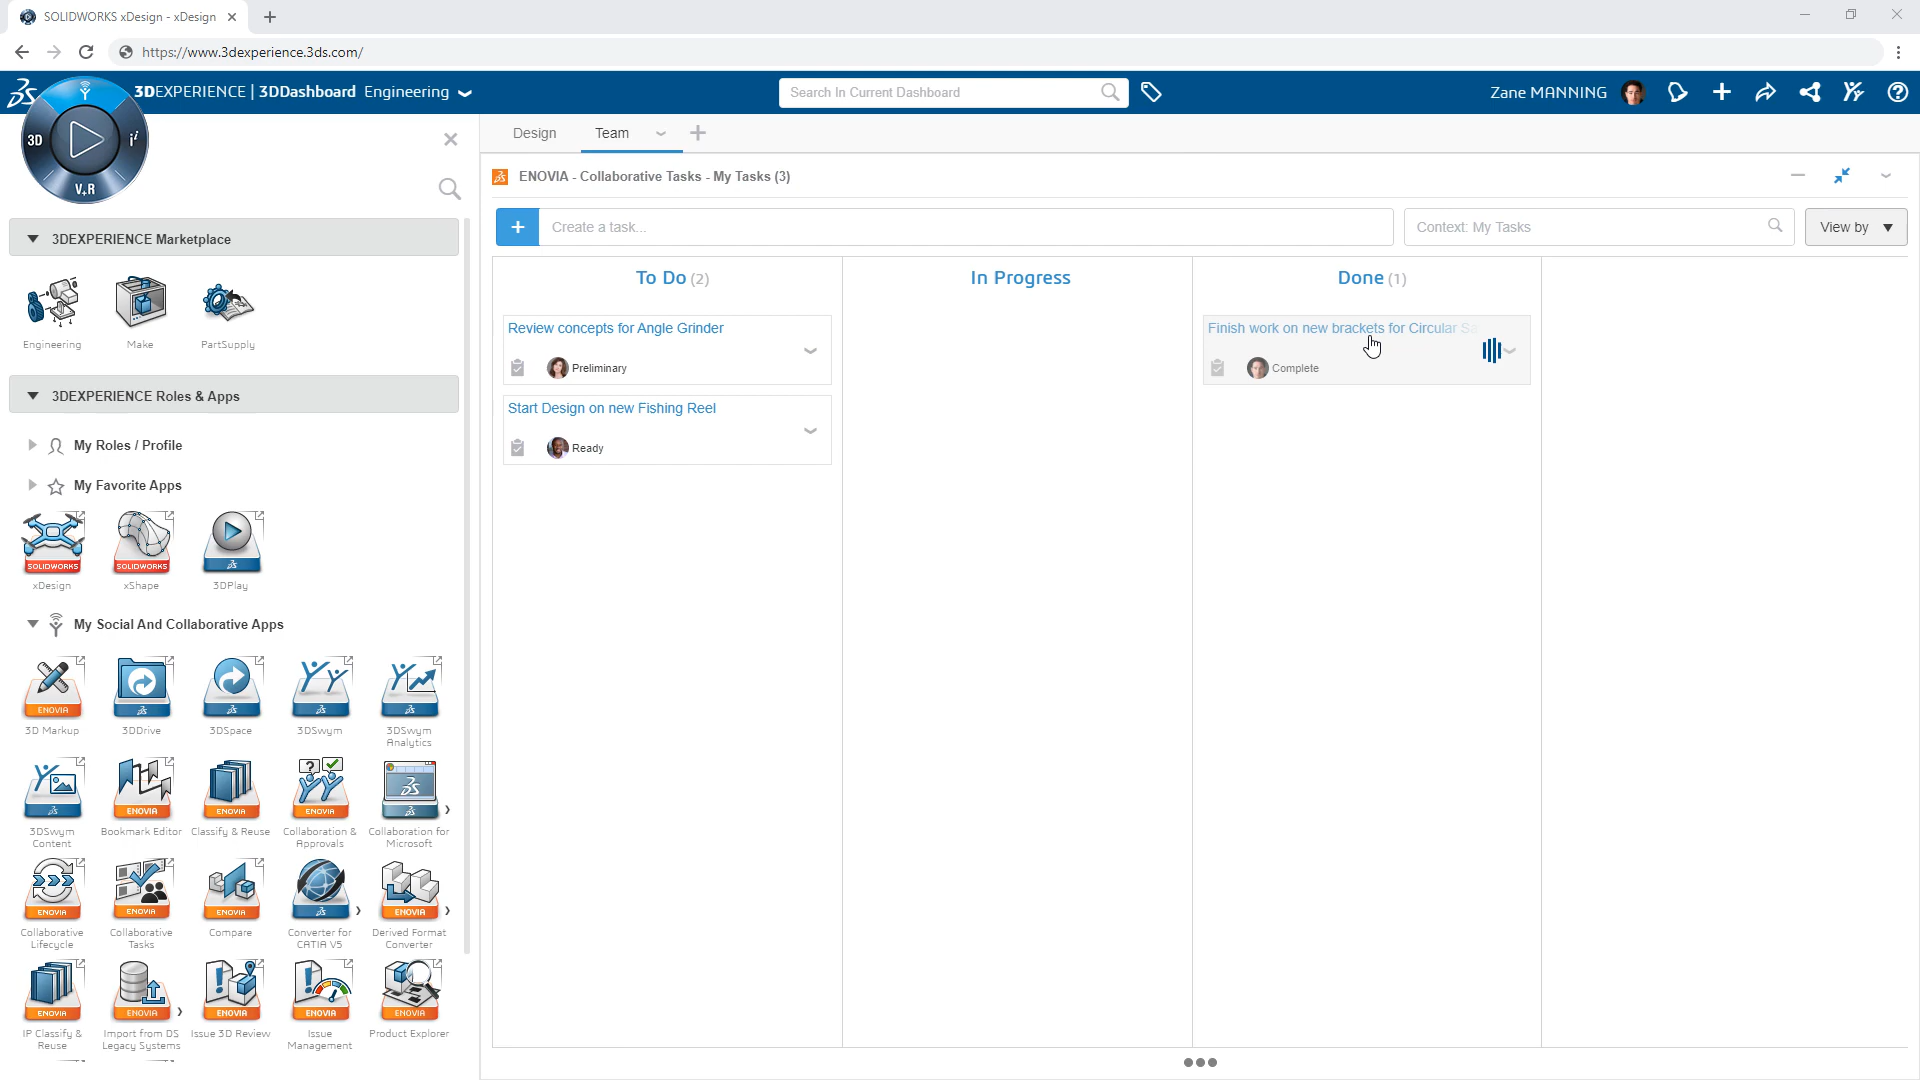 SOLIDWORKS xDesign - xDesign
https://www.3dexperience.3ds.com/
3D
V,R
3DEXPERIENCE | 3DDashboard Engineering
Search In Current Dashboard
Zane MANNING
Design
Team
ENOVIA - Collaborative Tasks - My Tasks (3)
Create a task...
Context: My Tasks
View by
To Do (2)
In Progress
Done (1)
Review concepts for Angle Grinder
Preliminary
Start Design on new Fishing Reel
Ready
Finish work on new brackets for Circular
Complete
3DEXPERIENCE Marketplace
Engineering
Make
PartSupply
3DEXPERIENCE Roles & Apps
My Roles / Profile
My Favorite Apps
SOLIDWORKS
SOLIDWORKS
xDesign
xShape
3DPlay
My Social And Collaborative Apps
ENOVIA
3D Markup
3DDrive
3DSpace
3DSwym
3DSwym
Analytics
ENOVIA
ENOVIA
ENOVIA
3DSwym
Content
Bookmark Editor
Classify & Reuse
Collaboration &
Approvals
Collaboration for
Microsoft
ENOVIA
ENOVIA
ENOVIA
ENOVIA
Collaborative
Lifecycle
Collaborative
Tasks
Compare
Converter for
CATIA V5
Derived Format
Converter
ENOVIA
ENOVIA
ENOVIA
ENOVIA
ENOVIA
IP Classify &
Reuse
Import from DS
Legacy Systems
Issue 3D Review
Issue
Management
Product Explorer